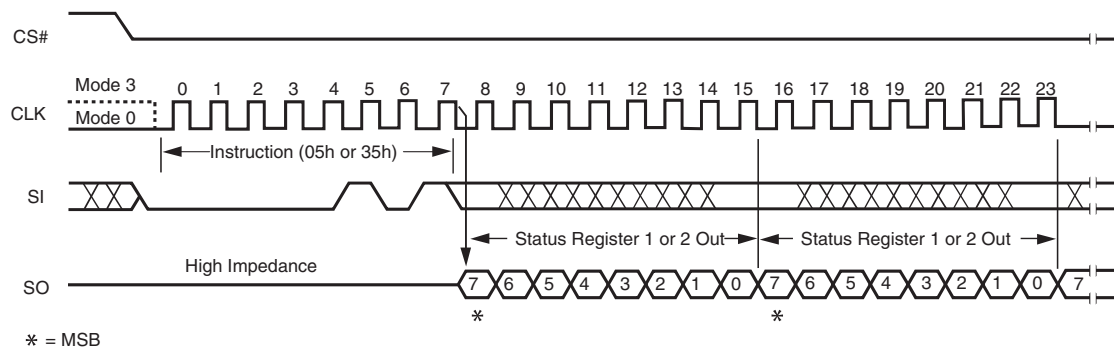 CS#
Mode 3
0 1 2 3 4 5 6 7 8 9 10 11 12 13 14 15 16 17 18 19 20 21 22 23
CLK
Mode 0
Instruction (05h or 35h)
SI
Status Register 1 or 2 Out Status Register 1 or 2 Out
High Impedance
SO
7 6 5 4 3 2 1 0 7 6 5 4 3 2 1 0 7
* *
* = MSB